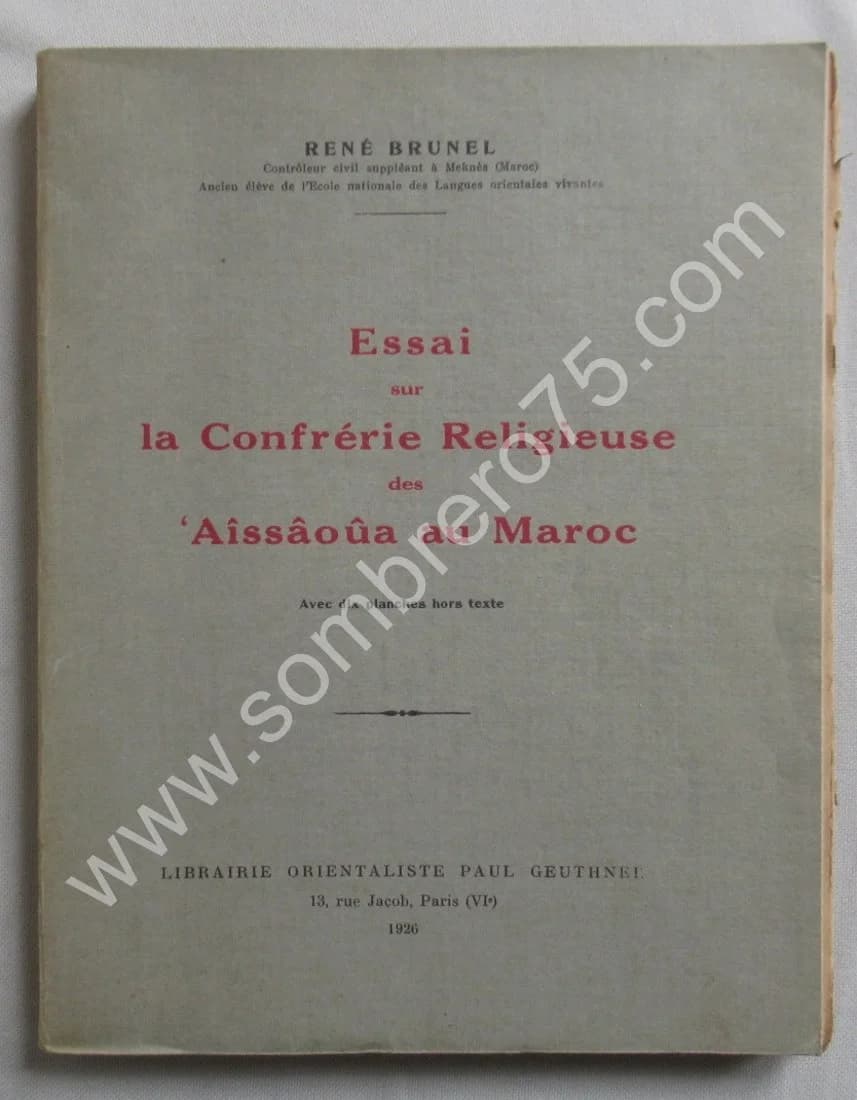 RENÉ BRUNEL
Contrôleur civil suppléant à Meknès (Maroc)
Ancien élève de l'Ecole nationale des Langues orientales vivantes
Essai
sur
la Confrérie Religieuse
des
'Aîssâoûa au Maroc
Avec dix planches hors texte
LIBRAIRIE ORIENTALISTE PAUL GEUTHNER
13, rue Jacob, Paris (VIe)
1926
www.sombrero75.com